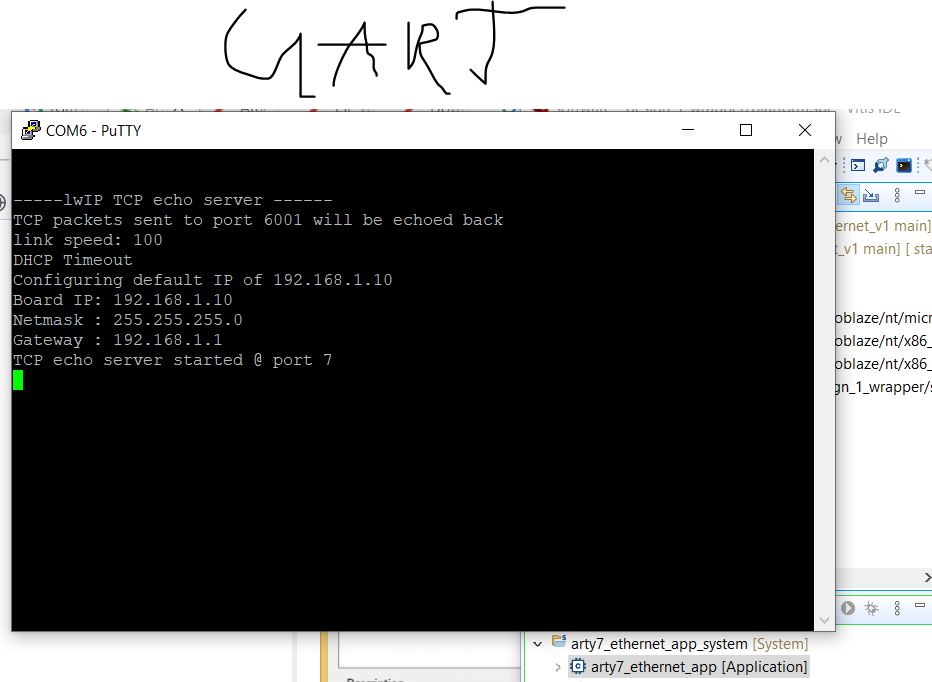 UART
Vitis IDE
COM6 - PuTTY
Help
-----lwIP TCP echo server ------
TCP packets sent to port 6001 will be echoed back
link speed: 100
DHCP Timeout
Configuring default IP of 192.168.1.10
Board IP: 192.168.1.10
Netmask : 255.255.255.0
Gateway : 192.168.1.1
TCP echo server started @ port 7
ernet_v1 main]
t_v1 main] [ sta
oblaze/nt/micr
oblaze/nt/x86_
oblaze/nt/x86_
gn_1_wrapper/s
arty7_ethernet_app_system [System]
arty7_ethernet_app [Application]